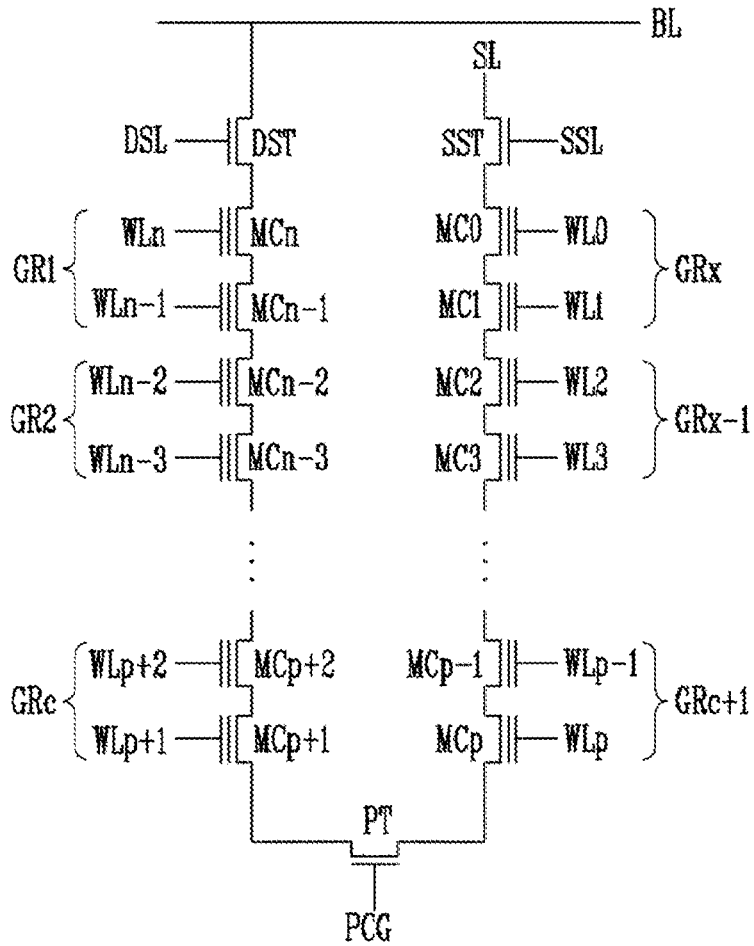 BL
SL
DSL DST SST SSL
WLn MCn MC0 WL0
GR1 GRx
WLn-1 MCn-1 MC1 WL1
WLn-2 MCn-2 MC2 WL2
GR2 GRx-1
WLn-3 MCn-3 MC3 WL3
WLp+2 MCp+2 MCp-1 WLp-1
GRc GRc+1
WLp+1 MCp+1 MCp WLp
PT
PCG